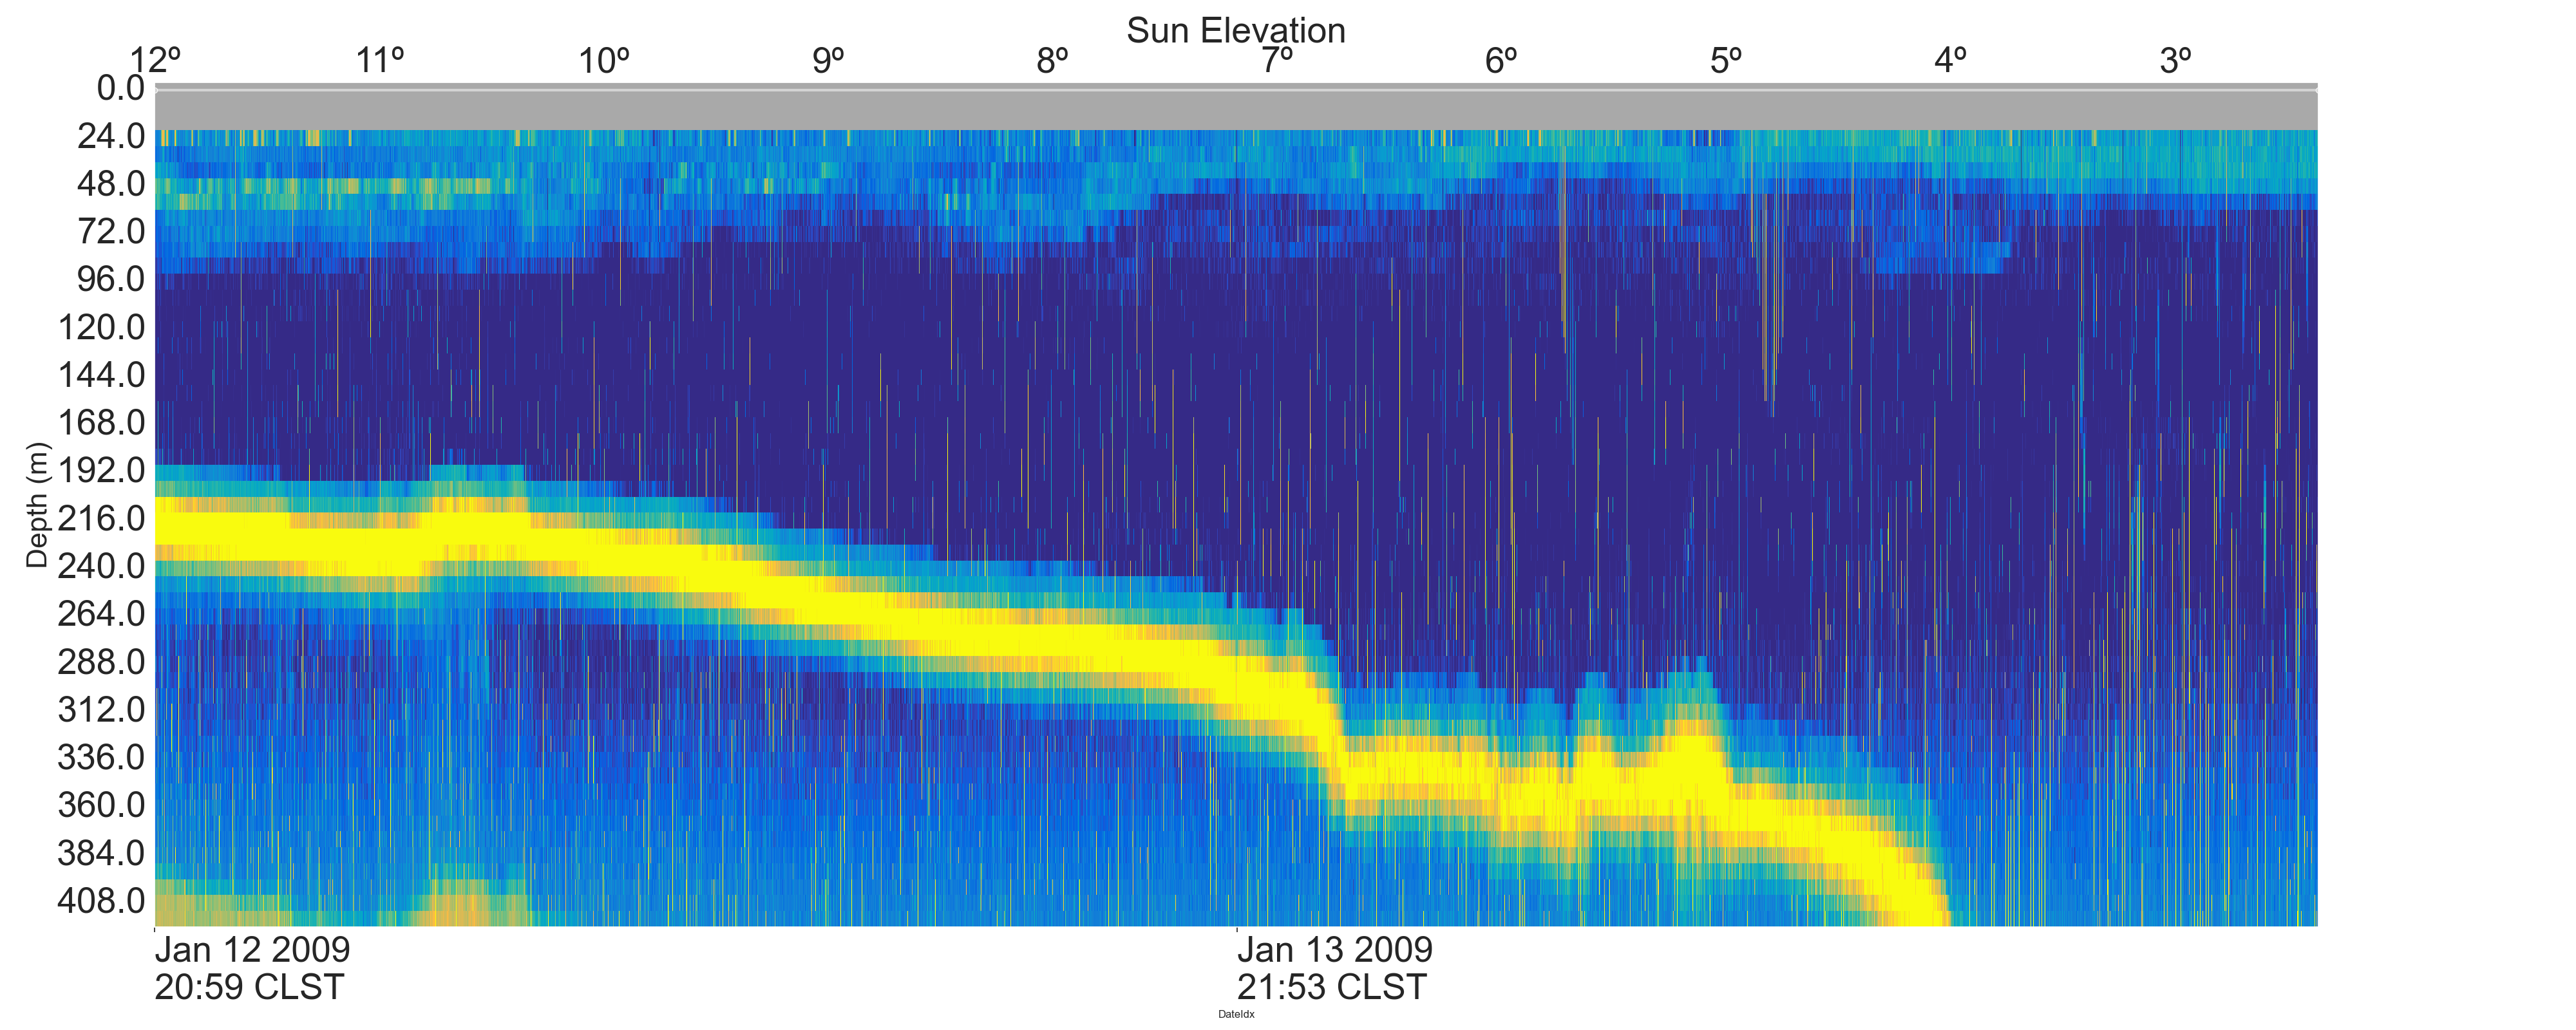 Sun Elevation
12º 11º 10º 9º 8º 7º 6º 5º 4º 3º
0.0
24.0
48.0
72.0
96.0
120.0
144.0
168.0
192.0
216.0
240.0
264.0
288.0
312.0
336.0
360.0
384.0
408.0
Depth (m)
Jan 12 2009
20:59 CLST
Jan 13 2009
21:53 CLST
DateIdx